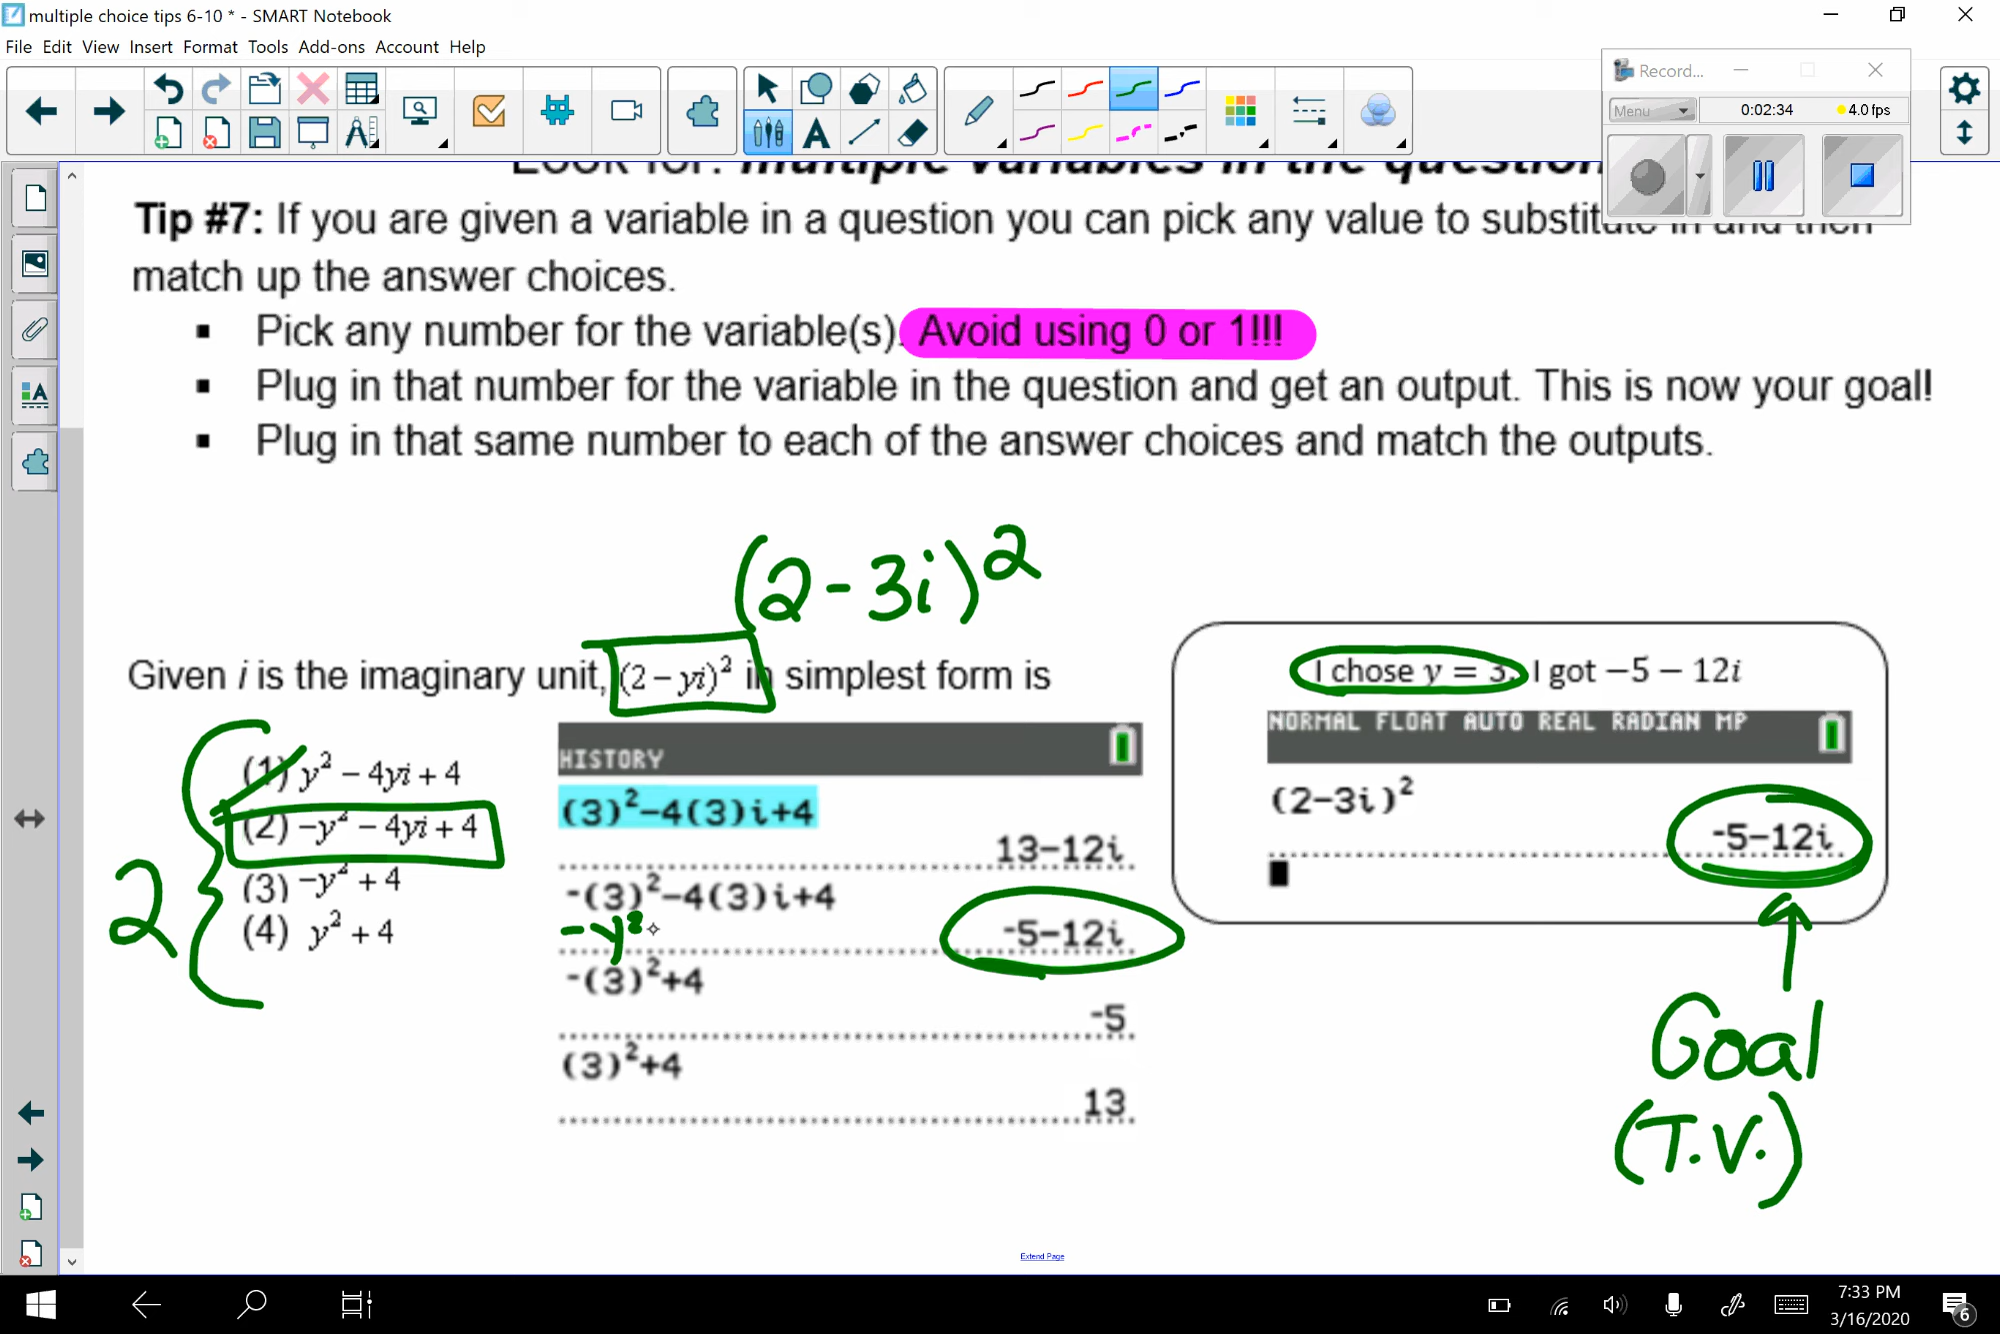 multiple choice tips 6-10 * - SMART Notebook
File Edit View Insert Format Tools Add-ons Account Help
Record...
Menu 0:02:34 4.0 fps
Look for: multiple variables in the question
Tip #7: If you are given a variable in a question you can pick any value to substitute in and then
match up the answer choices.
▪ Pick any number for the variable(s). Avoid using 0 or 1!!!
▪ Plug in that number for the variable in the question and get an output. This is now your goal!
▪ Plug in that same number to each of the answer choices and match the outputs.
(2-3i)²
Given i is the imaginary unit, (2 − yi)² in simplest form is
(1) y² − 4yi + 4
(2) −y² − 4yi + 4
(3) −y² + 4
(4) y² + 4
2
HISTORY
(3)²-4(3)i+4
13-12i
-(3)²-4(3)i+4
-y²
-5-12i
-(3)²+4
-5
(3)²+4
13
I chose y = 3. I got −5 − 12i
NORMAL FLOAT AUTO REAL RADIAN MP
(2-3i)²
-5-12i
Goal
(T.V.)
Extend Page
7:33 PM
3/16/2020
6